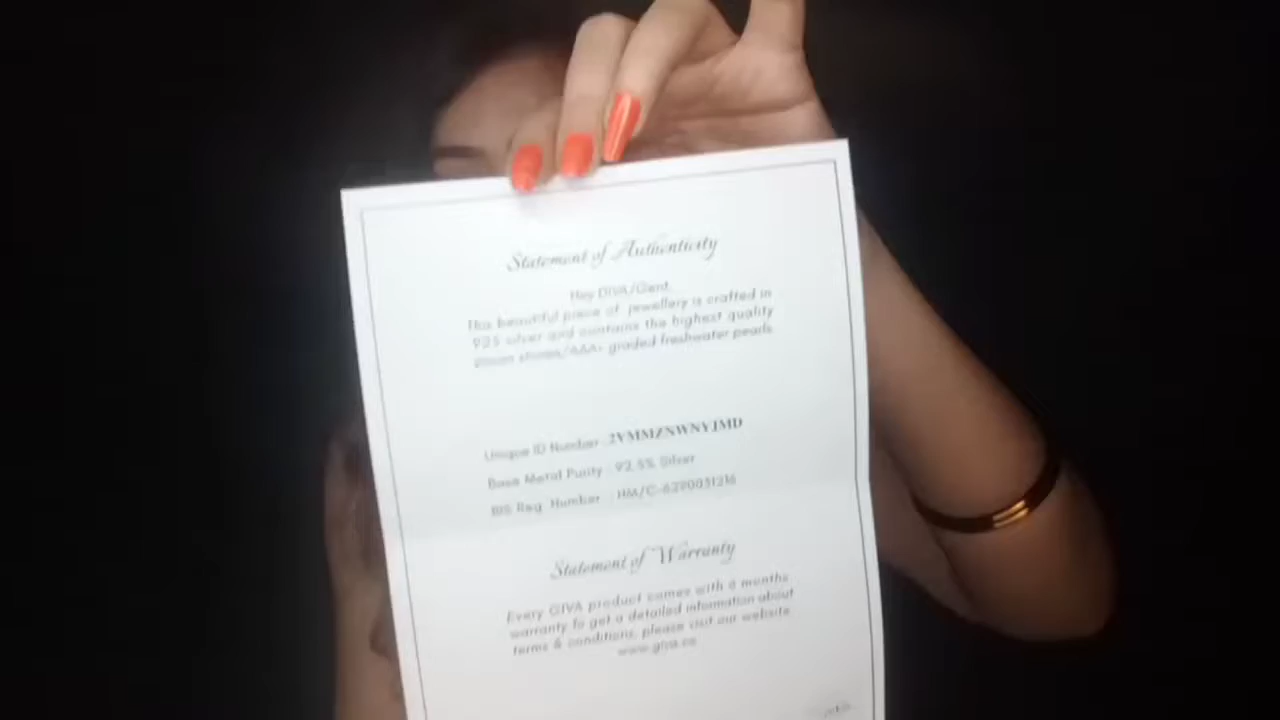 Statement of Authenticity
Hey DIVA/Gent,
This beautiful piece of jewellery is crafted in
925 silver and contains the highest quality
zircon stones/AAA+ graded freshwater pearls
Unique ID Number :
Base Metal Purity : 92.5% Silver
BIS Reg. Number : HM/C-6290051216
Statement of Warranty
Every GIVA product comes with 6 months
warranty. To get a detailed information about
terms & conditions, please visit our website
www.giva.co